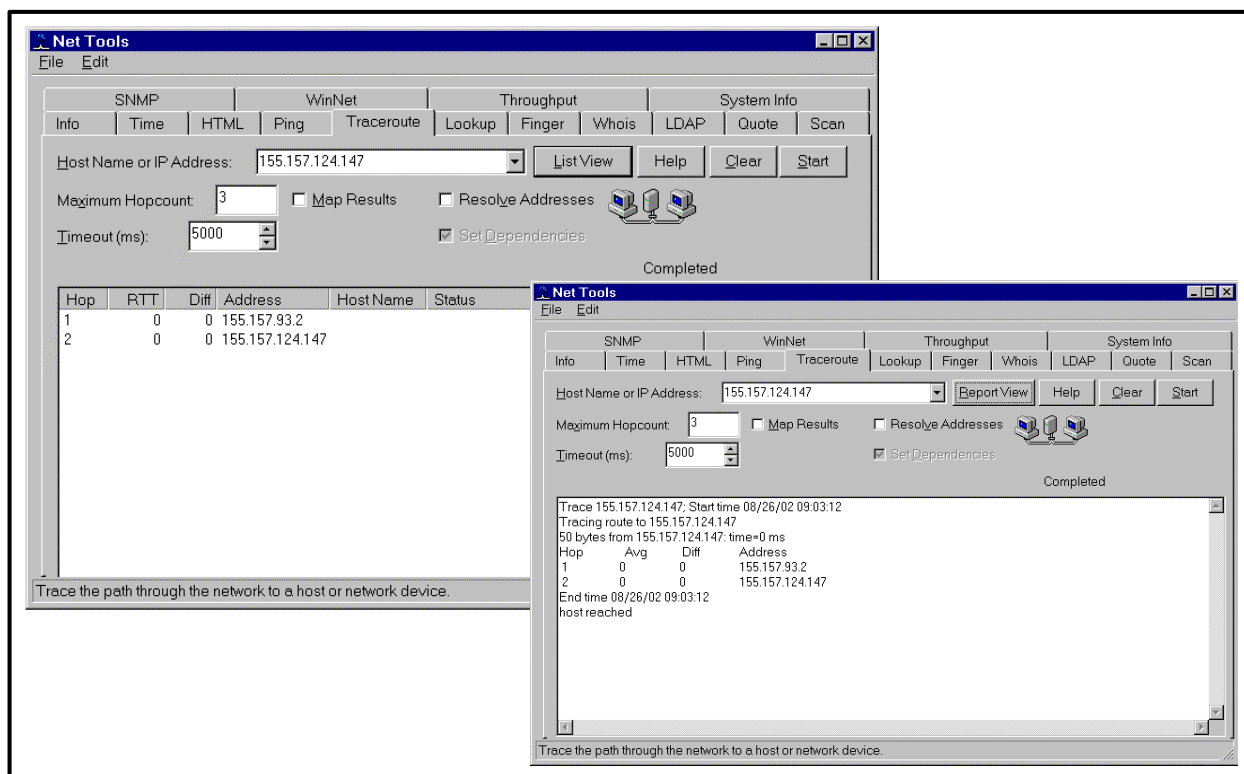 Net Tools
File Edit
SNMP WinNet Throughput System Info
Info Time HTML Ping Traceroute Lookup Finger Whois LDAP Quote Scan
Host Name or IP Address: 155.157.124.147 List View Help Clear Start
Maximum Hopcount: 3 Map Results Resolve Addresses
Timeout (ms): 5000 Set Dependencies
Completed
Hop RTT Diff Address Host Name Status
1 0 0 155.157.93.2
2 0 0 155.157.124.147
Trace the path through the network to a host or network device.
Net Tools
File Edit
SNMP WinNet Throughput System Info
Info Time HTML Ping Traceroute Lookup Finger Whois LDAP Quote Scan
Host Name or IP Address: 155.157.124.147 Report View Help Clear Start
Maximum Hopcount: 3 Map Results Resolve Addresses
Timeout (ms): 5000 Set Dependencies
Completed
Trace 155.157.124.147; Start time 08/26/02 09:03:12
Tracing route to 155.157.124.147
50 bytes from 155.157.124.147: time=0 ms
Hop Avg Diff Address
1 0 0 155.157.93.2
2 0 0 155.157.124.147
End time 08/26/02 09:03:12
host reached
Trace the path through the network to a host or network device.